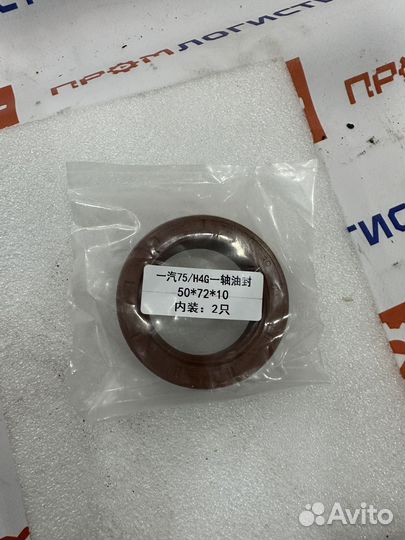 ПРОМЛОГИСТИ
一汽75/H4G一轴油封
50*72*10
内装：2只
Avito